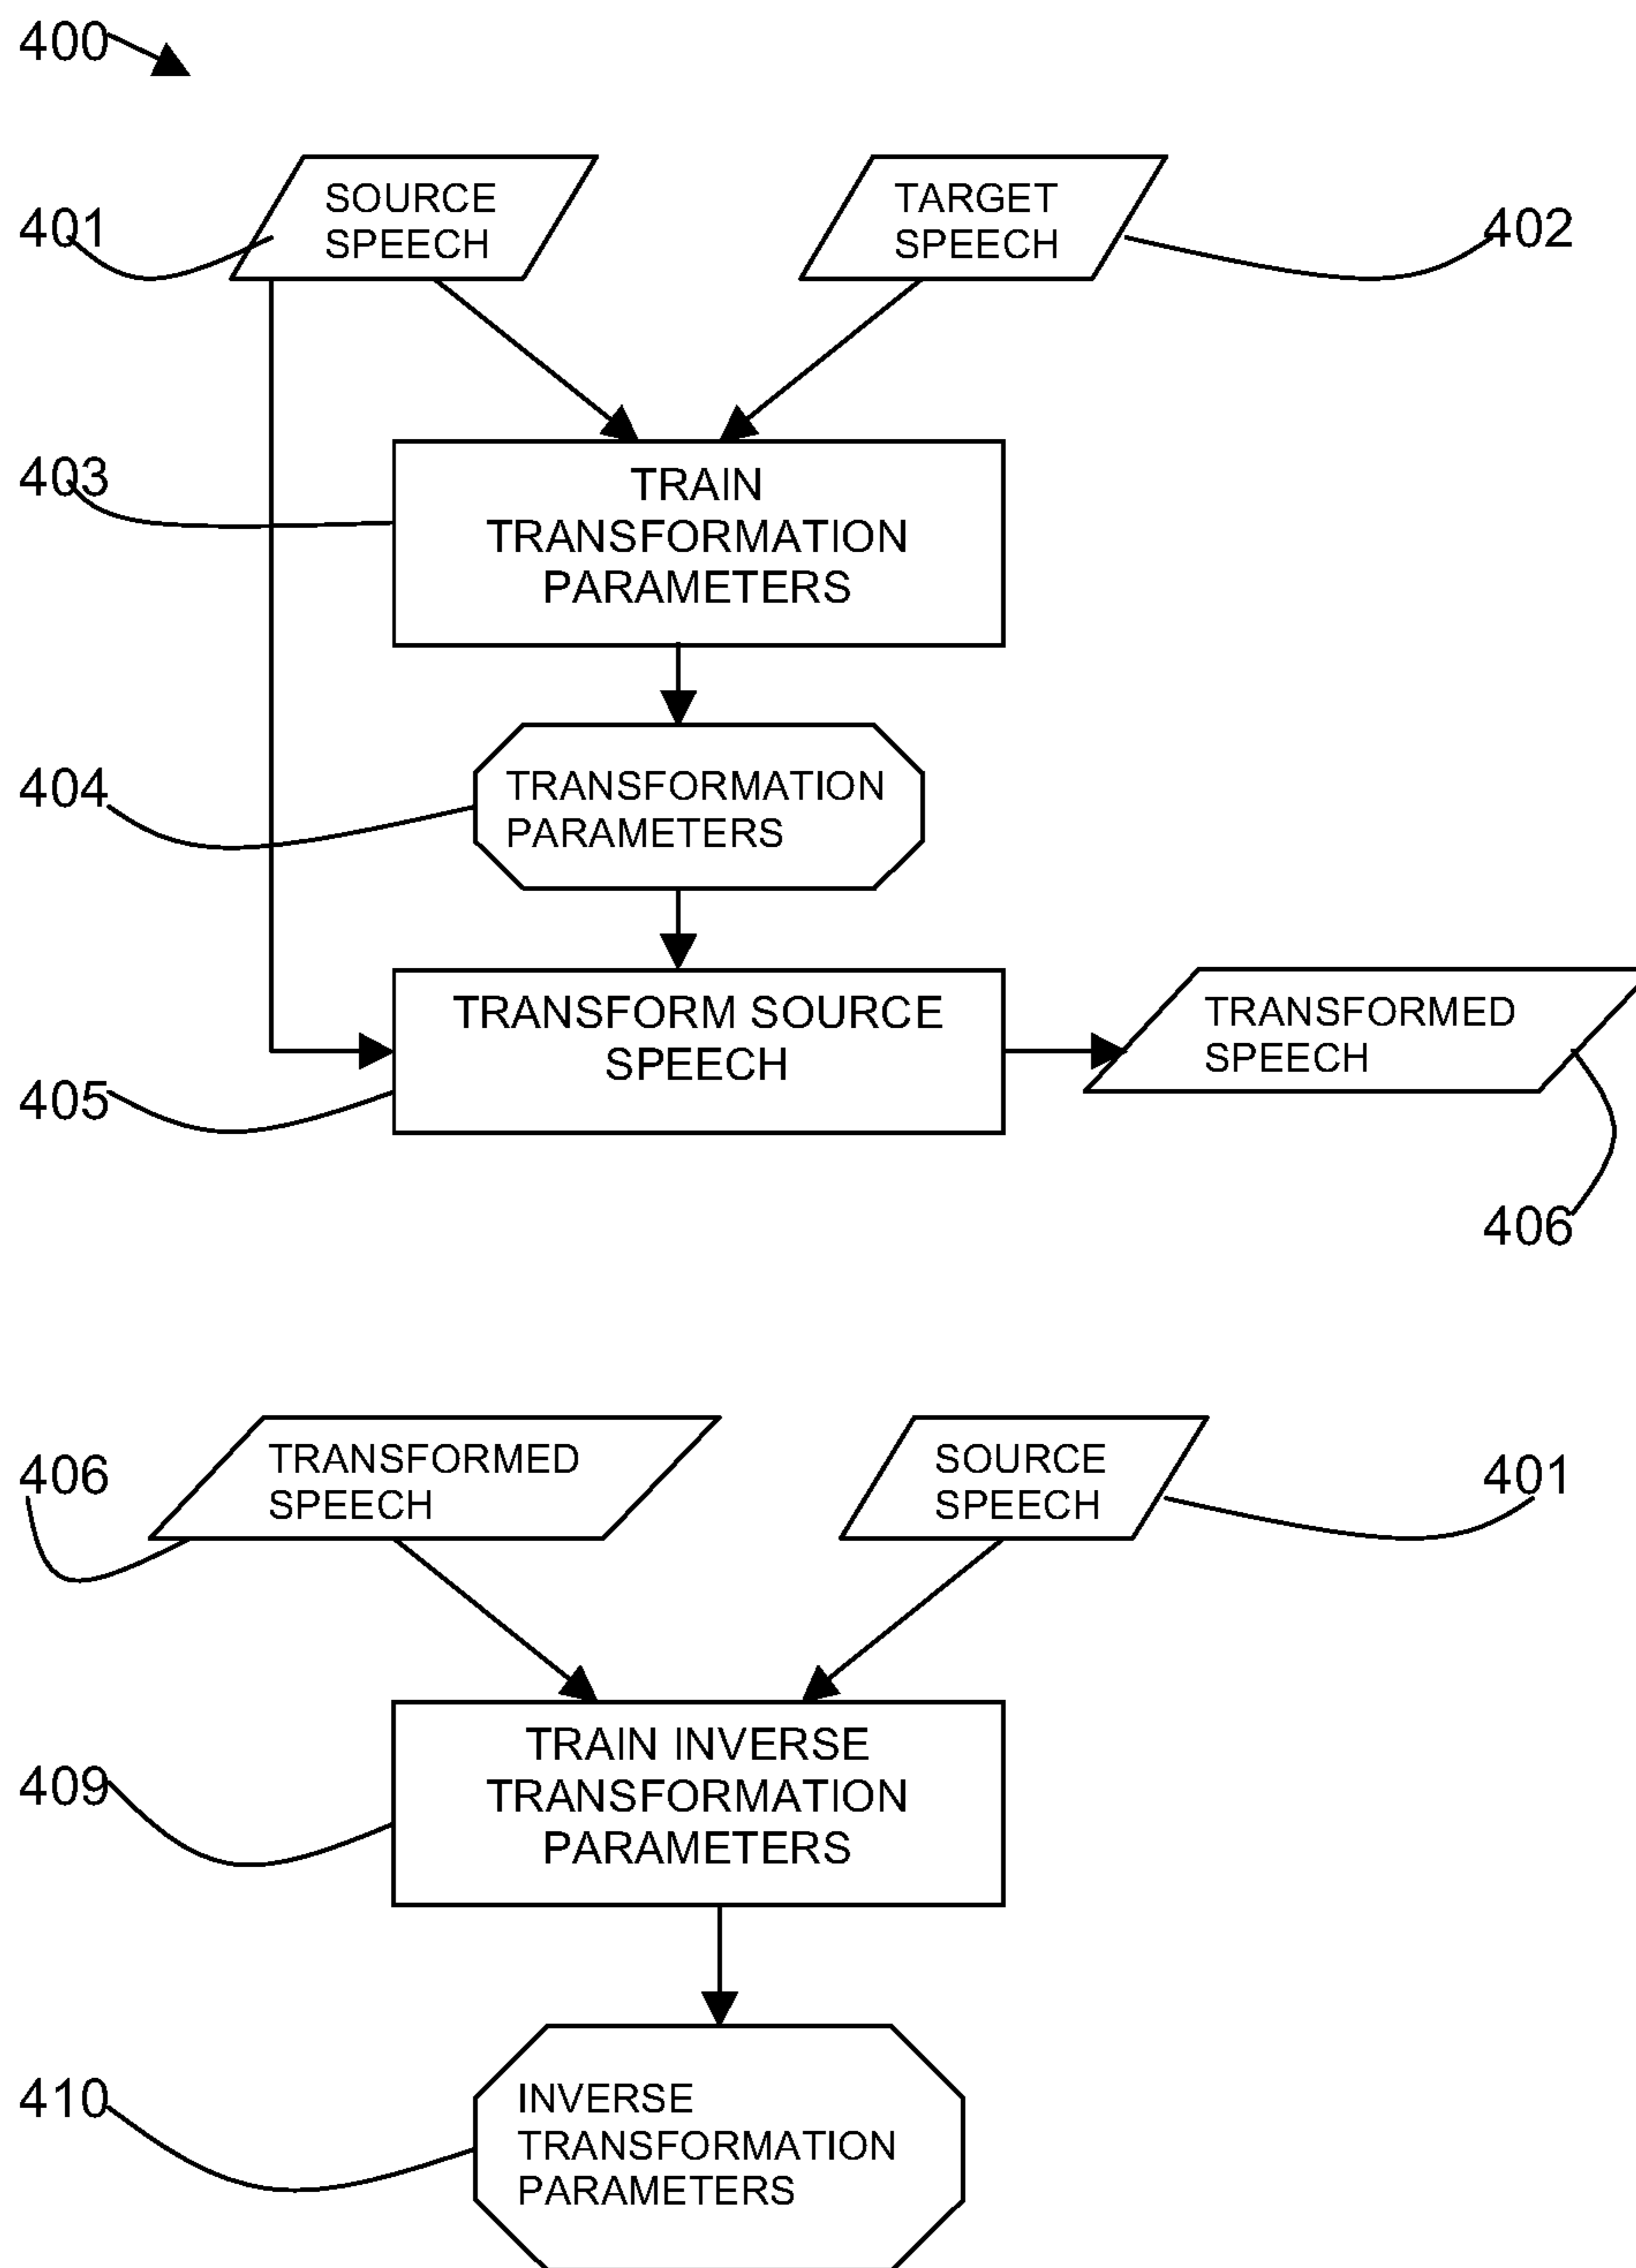 400
SOURCE
SPEECH
TARGET
SPEECH
401
402
403
TRAIN
TRANSFORMATION
PARAMETERS
404
TRANSFORMATION
PARAMETERS
TRANSFORM SOURCE
SPEECH
TRANSFORMED
SPEECH
405
406
TRANSFORMED
SPEECH
SOURCE
SPEECH
406
401
TRAIN INVERSE
TRANSFORMATION
PARAMETERS
409
410
INVERSE
TRANSFORMATION
PARAMETERS